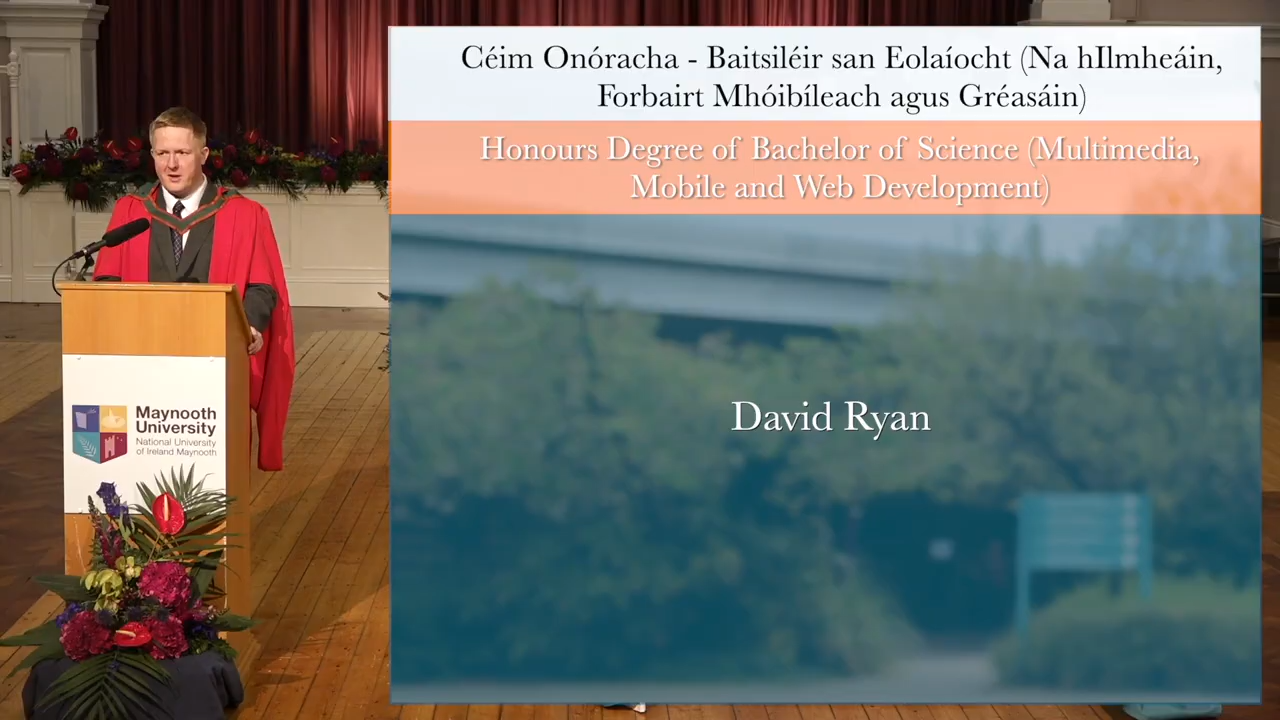 Céim Onóracha - Baitsiléir san Eolaíocht (Na hIlmheáin,
Forbairt Mhóibíleach agus Gréasáin)
Honours Degree of Bachelor of Science (Multimedia,
Mobile and Web Development)
David Ryan
Maynooth
University
National University
of Ireland Maynooth